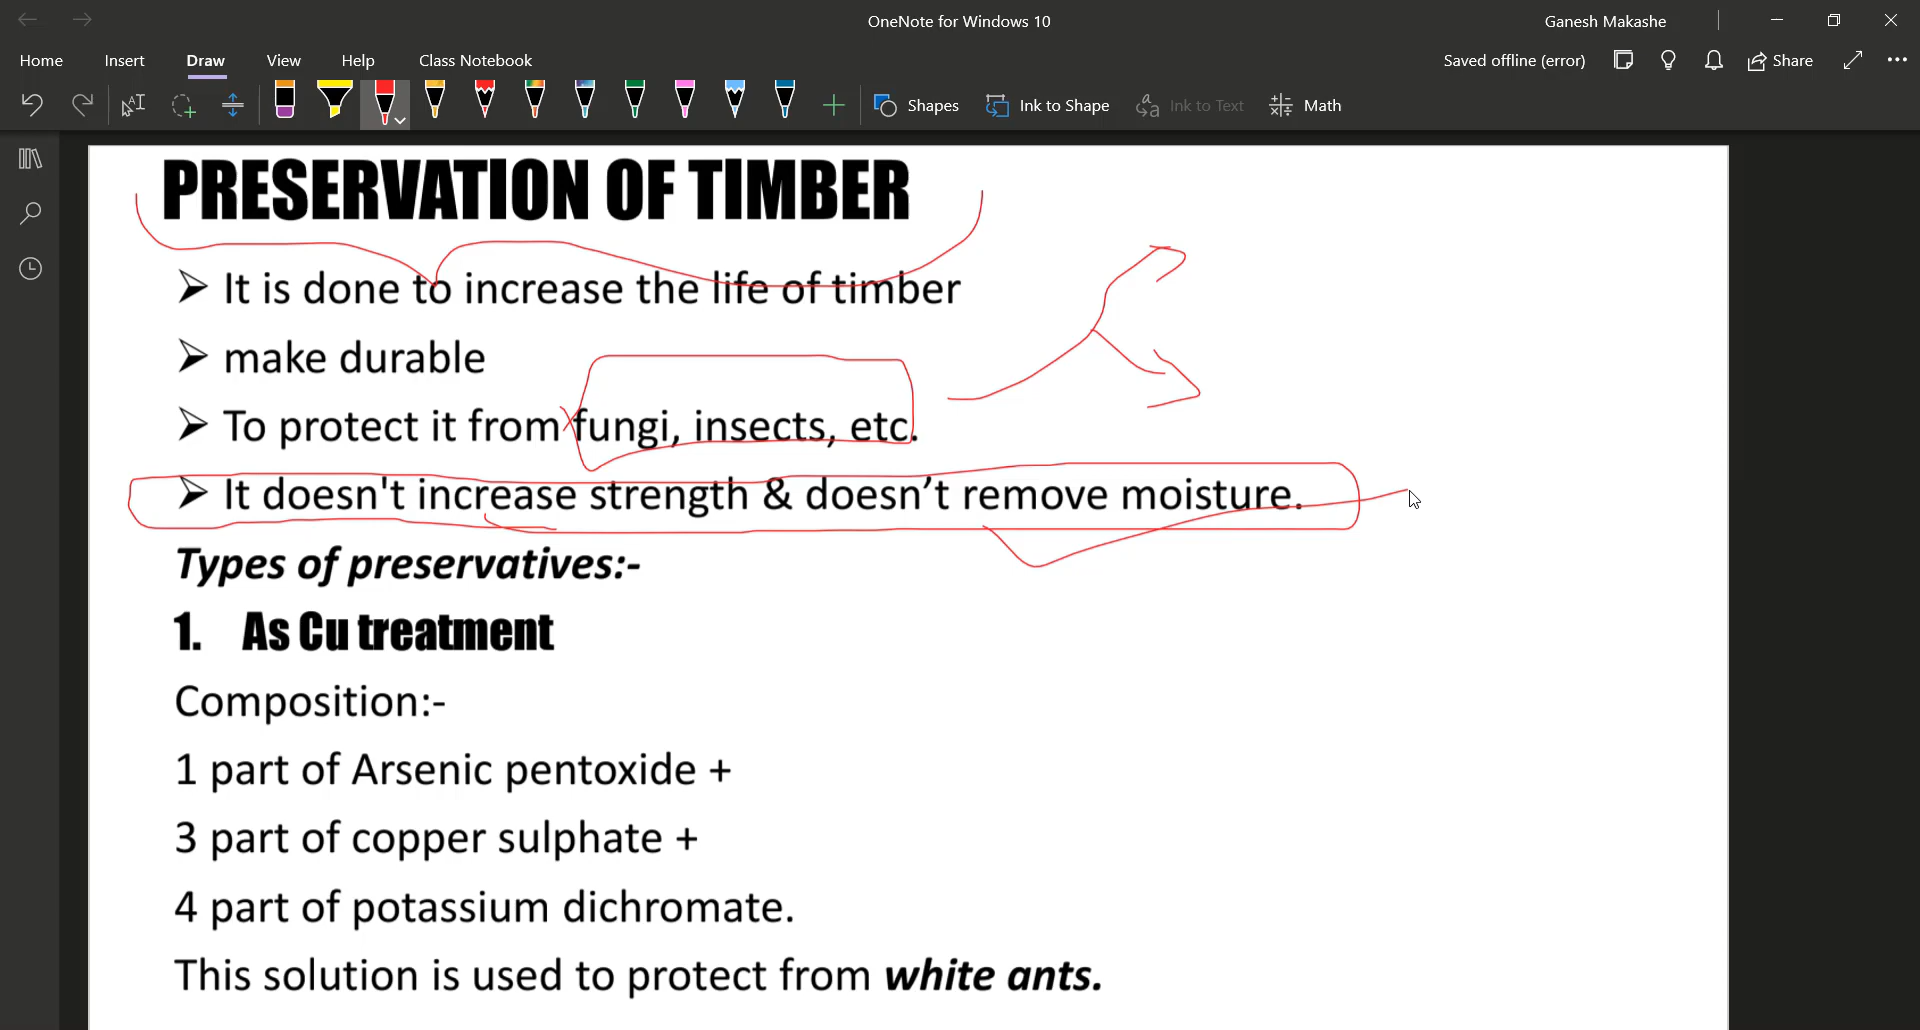 OneNote for Windows 10
Ganesh Makashe
Home Insert Draw View Help Class Notebook
Saved offline (error) Share
Shapes Ink to Shape Ink to Text Math
PRESERVATION OF TIMBER
➤ It is done to increase the life of timber
➤ make durable
➤ To protect it from fungi, insects, etc.
➤ It doesn't increase strength & doesn’t remove moisture.
Types of preservatives:-
1. As Cu treatment
Composition:-
1 part of Arsenic pentoxide +
3 part of copper sulphate +
4 part of potassium dichromate.
This solution is used to protect from white ants.